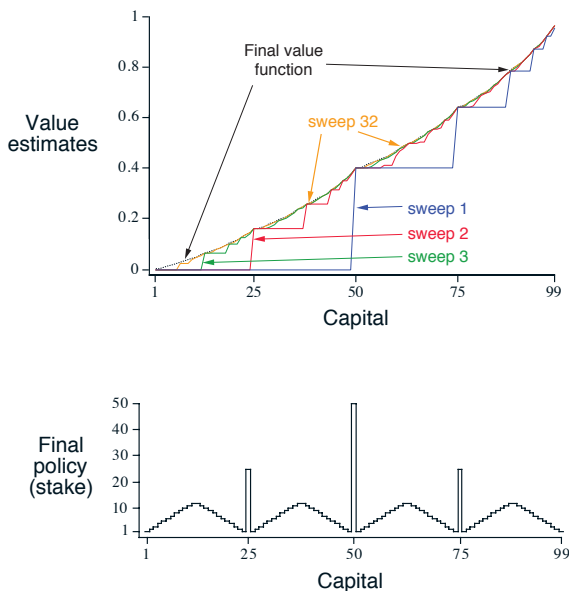 1
Final value
function
0.8
Value
estimates
0.6
sweep 32
0.4
sweep 1
0.2
sweep 2
sweep 3
0
1
25
50
75
99
Capital
50
40
Final
policy
(stake)
30
20
10
1
1
25
50
75
99
Capital